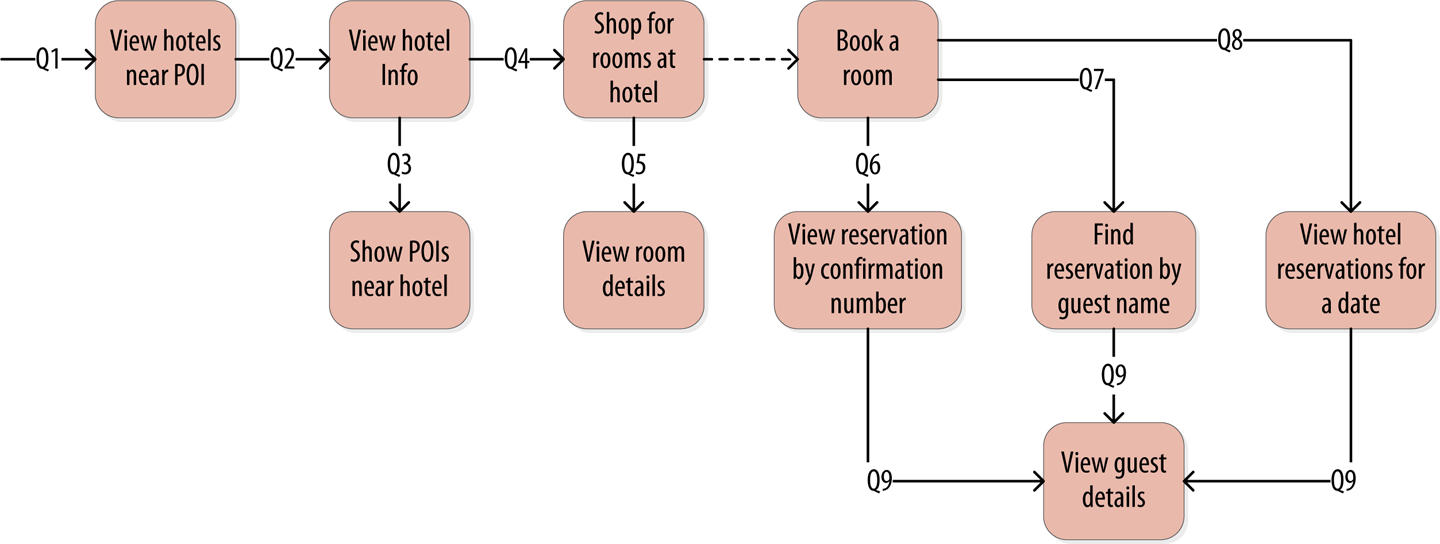 Q1
View hotels
near POI
Q2
View hotel
Info
Q4
Shop for
rooms at
hotel
Book a
room
Q8
Q7
Q3
Q5
Q6
Show POIs
near hotel
View room
details
View reservation
by confirmation
number
Find
reservation by
guest name
View hotel
reservations for
a date
Q9
Q9
View guest
details
Q9